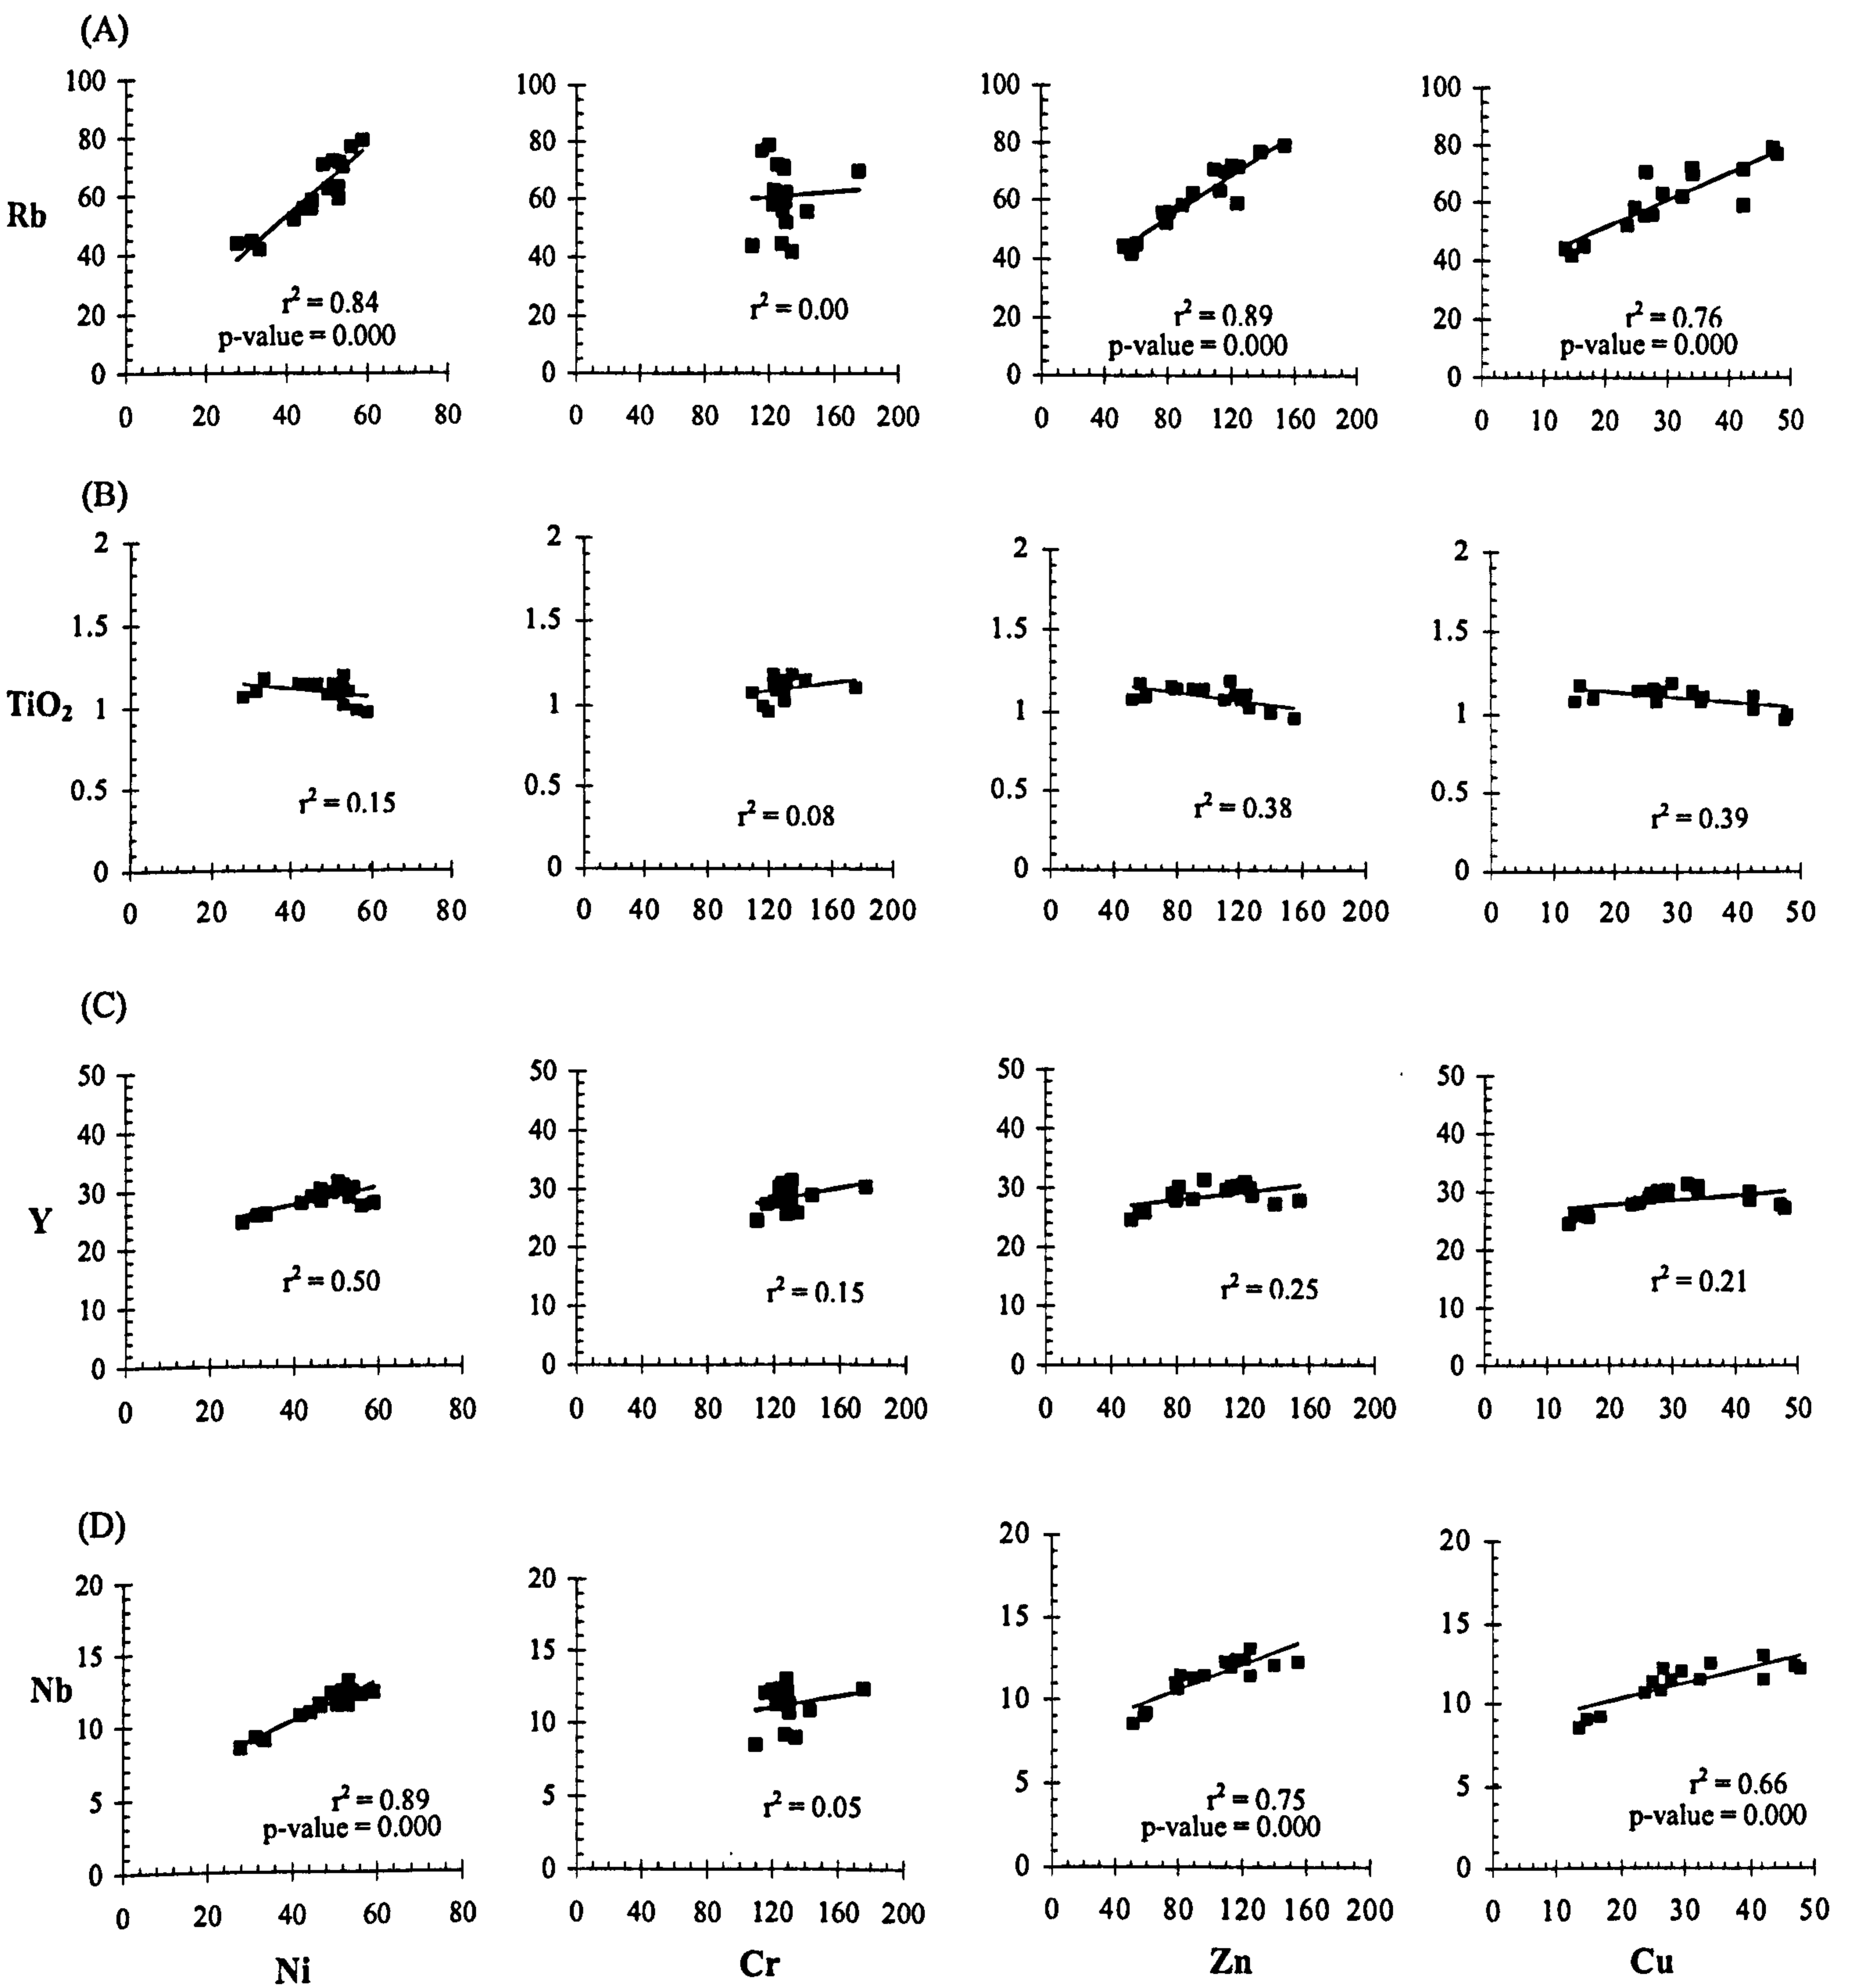 (A)
100 80 60 40 20 0
Rb
r² = 0.84
p-value = 0.000
0 20 40 60 80
100 80 60 40 20 0
r² = 0.00
0 40 80 120 160 200
100 80 60 40 20 0
r² = 0.89
p-value = 0.000
0 40 80 120 160 200
100 80 60 40 20 0
r² = 0.76
p-value = 0.000
0 10 20 30 40 50
(B)
2 1.5 1 0.5 0
TiO₂
r² = 0.15
0 20 40 60 80
2 1.5 1 0.5 0
r² = 0.08
0 40 80 120 160 200
2 1.5 1 0.5 0
r² = 0.38
0 40 80 120 160 200
2 1.5 1 0.5 0
r² = 0.39
0 10 20 30 40 50
(C)
50 40 30 20 10 0
Y
r² = 0.50
0 20 40 60 80
50 40 30 20 10 0
r² = 0.15
0 40 80 120 160 200
50 40 30 20 10 0
r² = 0.25
0 40 80 120 160 200
50 40 30 20 10 0
r² = 0.21
0 10 20 30 40 50
(D)
20 15 10 5 0
Nb
r² = 0.89
p-value = 0.000
0 20 40 60 80
Ni
20 15 10 5 0
r² = 0.05
0 40 80 120 160 200
Cr
20 15 10 5 0
r² = 0.75
p-value = 0.000
0 40 80 120 160 200
Zn
20 15 10 5 0
r² = 0.66
p-value = 0.000
0 10 20 30 40 50
Cu